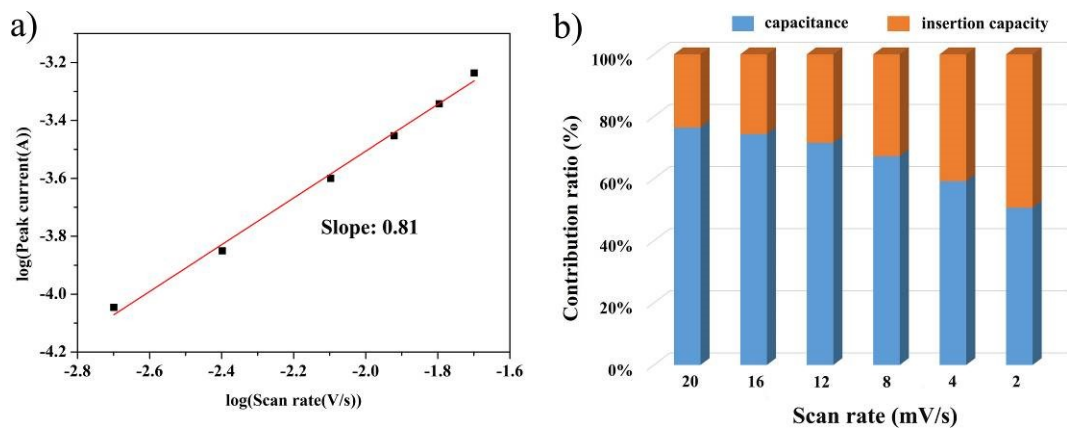 a)
log(Peak current(A))
-3.2
-3.4
-3.6
-3.8
-4.0
-4.2
Slope: 0.81
-2.8 -2.6 -2.4 -2.2 -2.0 -1.8 -1.6
log(Scan rate(V/s))
b)
capacitance insertion capacity
Contribution ratio (%)
100%
80%
60%
40%
20%
0%
20 16 12 8 4 2
Scan rate (mV/s)